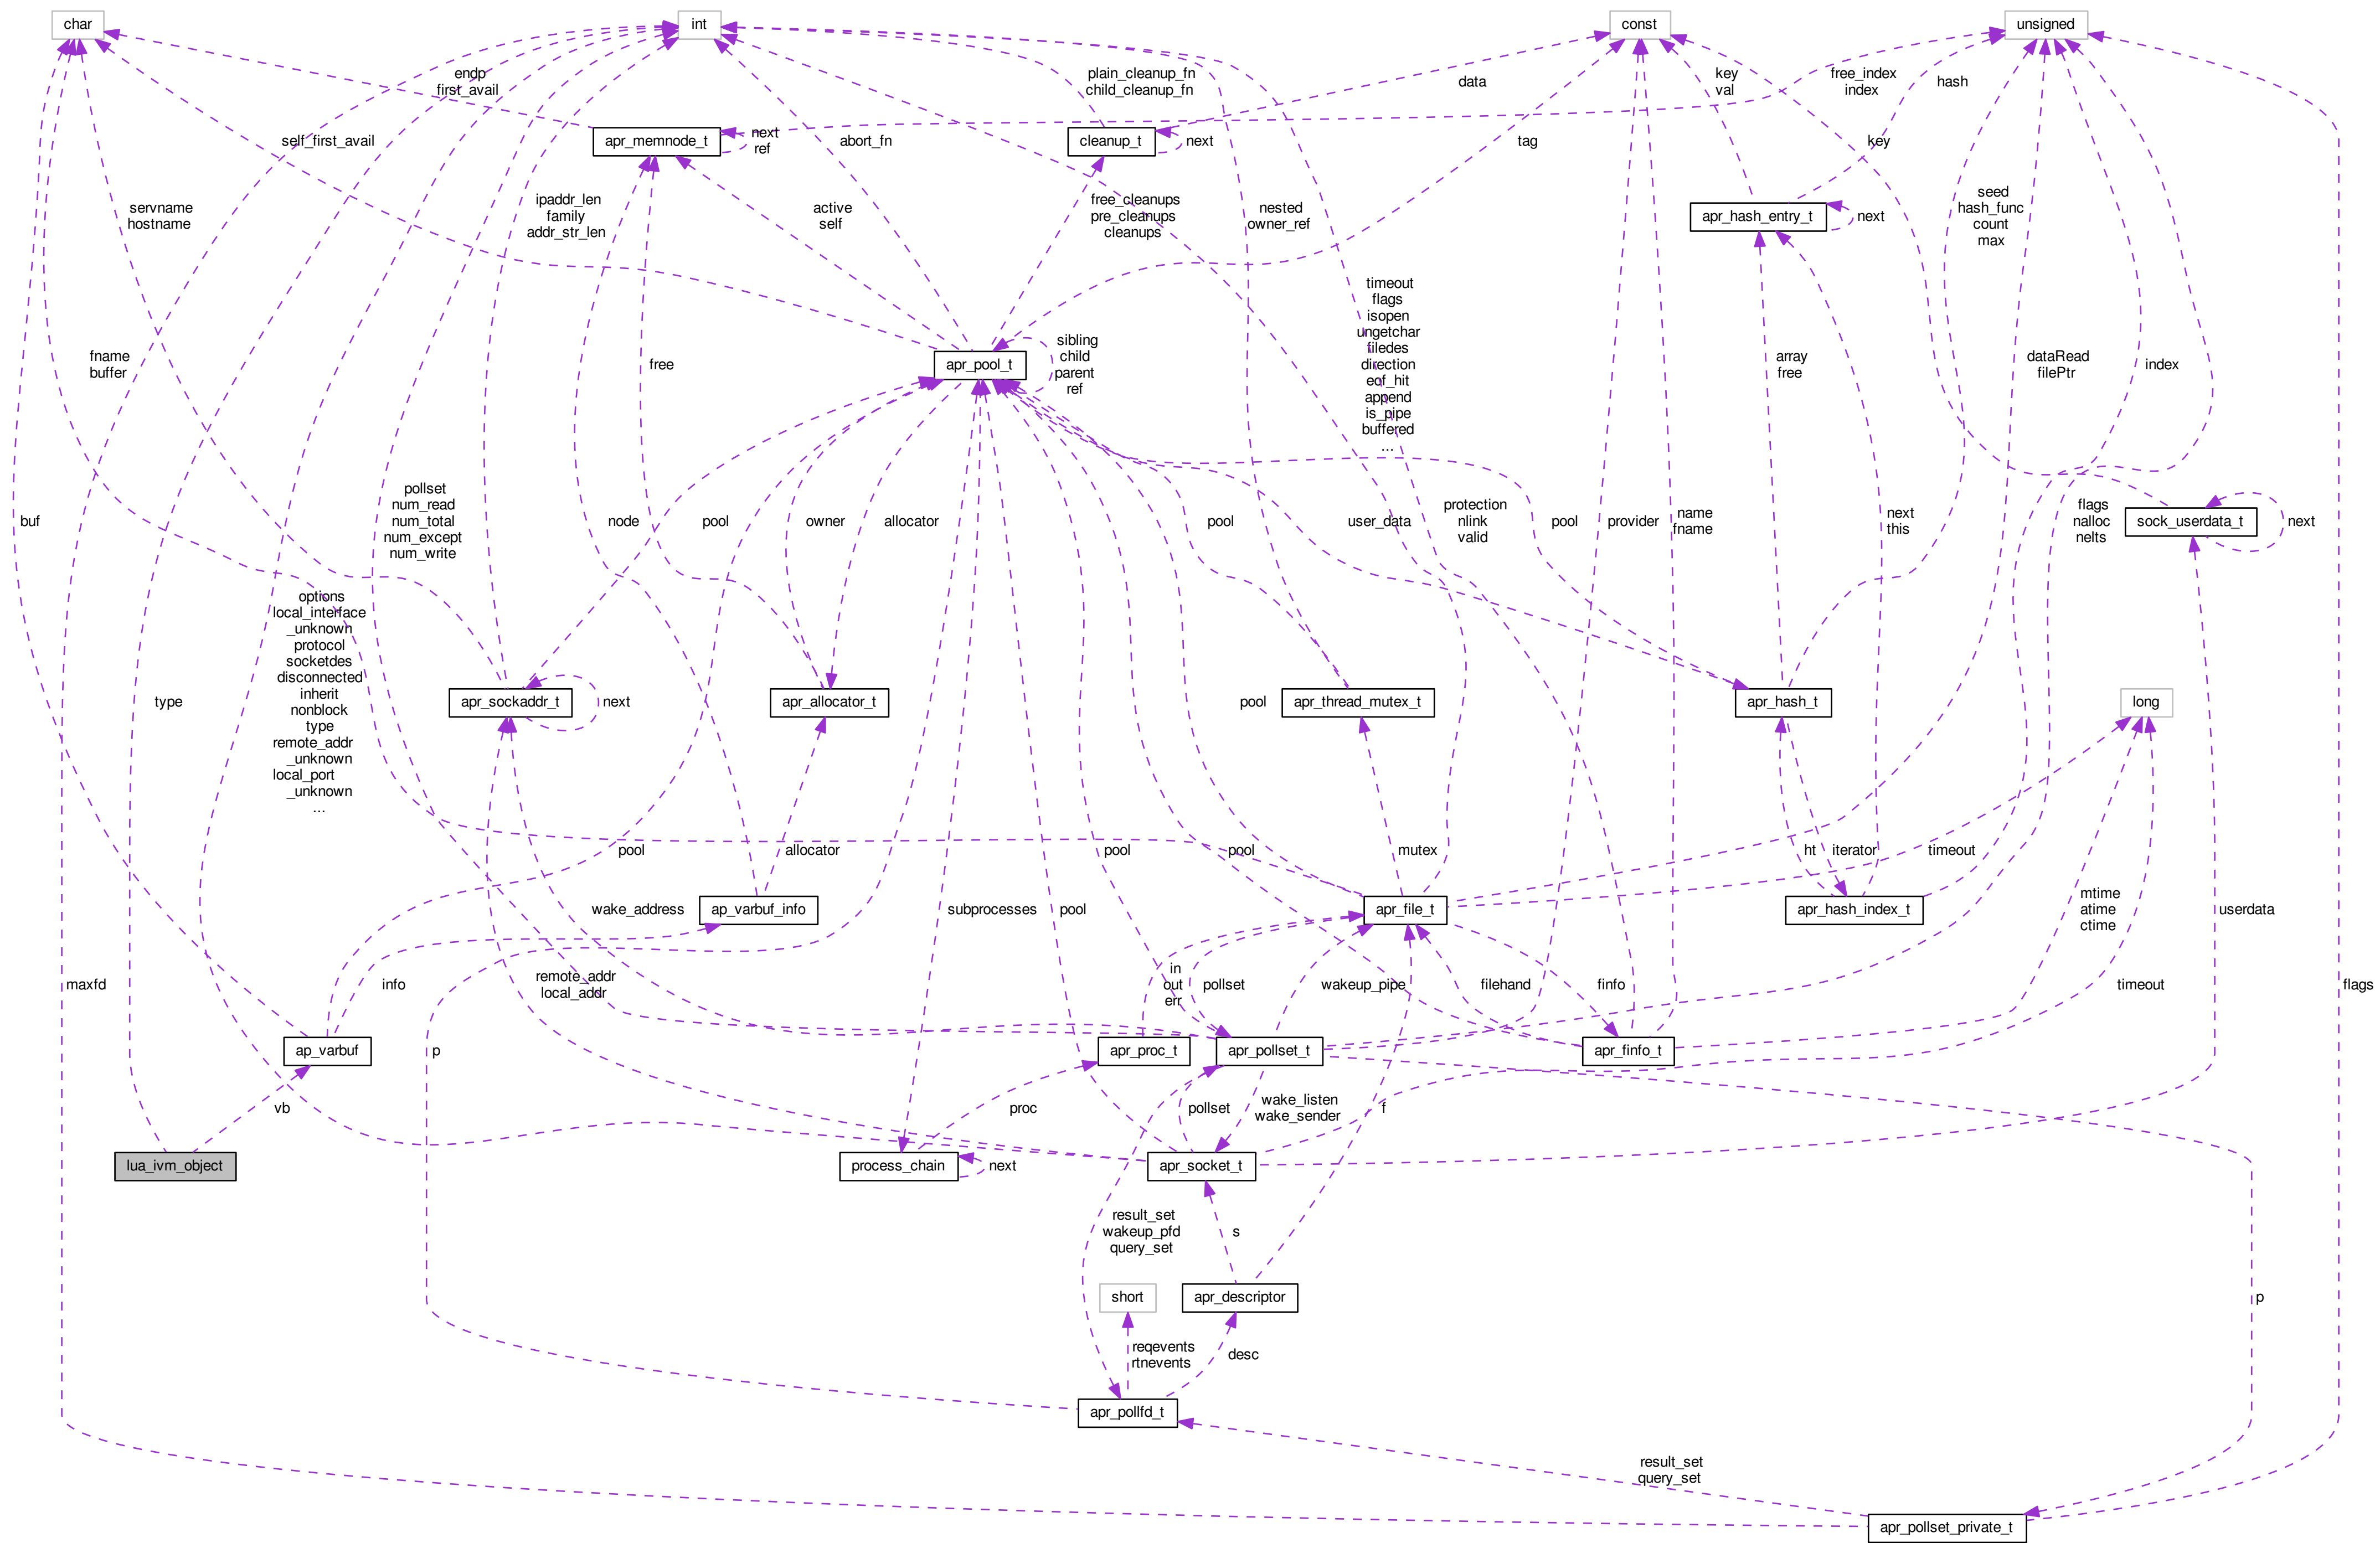 char
int
const
unsigned
endp
first_avail
plain_cleanup_fn
child_cleanup_fn
data
key
val
free_index
index
hash
self_first_avail
apr_memnode_t
next
ref
abort_fn
cleanup_t
next
tag
key
servname
hostname
ipaddr_len
family
addr_str_len
active
self
free_cleanups
pre_cleanups
cleanups
nested
owner_ref
apr_hash_entry_t
next
seed
hash_func
count
max
fname
buffer
free
apr_pool_t
sibling
child
parent
ref
timeout
flags
isopen
ungetchar
filedes
direction
eof_hit
append
is_pipe
buffered
...
array
free
dataRead
filePtr
index
buf
pollset
num_read
num_total
num_except
num_write
node
pool
owner
allocator
pool
user_data
protection
nlink
valid
pool
provider
name
fname
next
this
flags
nalloc
nelts
sock_userdata_t
next
options
local_interface
_unknown
protocol
socketdes
disconnected
inherit
nonblock
type
remote_addr
_unknown
local_port
_unknown
...
type
apr_sockaddr_t
next
apr_allocator_t
pool
apr_thread_mutex_t
apr_hash_t
long
pool
allocator
pool
pool
mutex
ht
iterator
timeout
wake_address
ap_varbuf_info
subprocesses
pool
apr_file_t
apr_hash_index_t
mtime
atime
ctime
userdata
maxfd
info
remote_addr
local_addr
in
out
err
pollset
wakeup_pipe
filehand
finfo
timeout
flags
p
ap_varbuf
apr_proc_t
apr_pollset_t
apr_finfo_t
vb
proc
pollset
wake_listen
wake_sender
f
lua_ivm_object
process_chain
next
apr_socket_t
result_set
wakeup_pfd
query_set
s
short
apr_descriptor
p
reqevents
rtnevents
desc
apr_pollfd_t
result_set
query_set
apr_pollset_private_t